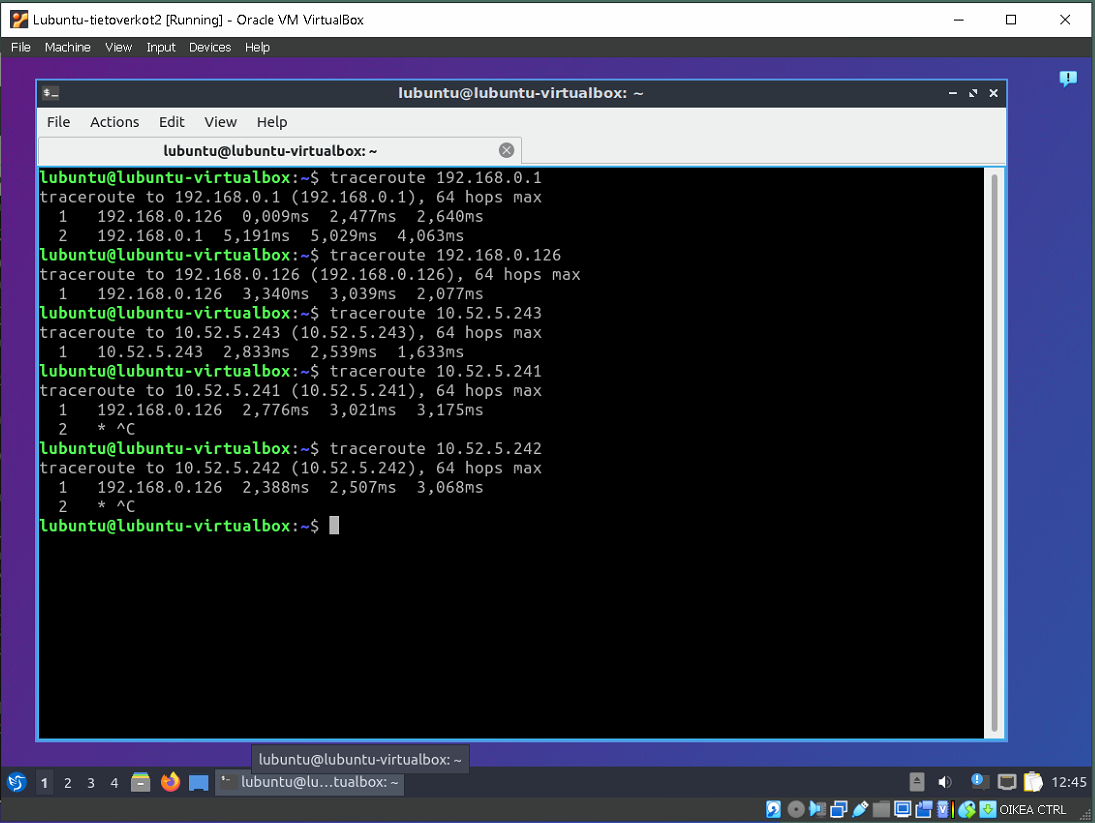 Lubuntu-tietoverkot2 [Running] - Oracle VM VirtualBox
File Machine View Input Devices Help
lubuntu@lubuntu-virtualbox: ~
File Actions Edit View Help
lubuntu@lubuntu-virtualbox: ~
lubuntu@lubuntu-virtualbox:~$ traceroute 192.168.0.1
traceroute to 192.168.0.1 (192.168.0.1), 64 hops max
1 192.168.0.126 0,009ms 2,477ms 2,640ms
2 192.168.0.1 5,191ms 5,029ms 4,063ms
lubuntu@lubuntu-virtualbox:~$ traceroute 192.168.0.126
traceroute to 192.168.0.126 (192.168.0.126), 64 hops max
1 192.168.0.126 3,340ms 3,039ms 2,077ms
lubuntu@lubuntu-virtualbox:~$ traceroute 10.52.5.243
traceroute to 10.52.5.243 (10.52.5.243), 64 hops max
1 10.52.5.243 2,833ms 2,539ms 1,633ms
lubuntu@lubuntu-virtualbox:~$ traceroute 10.52.5.241
traceroute to 10.52.5.241 (10.52.5.241), 64 hops max
1 192.168.0.126 2,776ms 3,021ms 3,175ms
2 * ^C
lubuntu@lubuntu-virtualbox:~$ traceroute 10.52.5.242
traceroute to 10.52.5.242 (10.52.5.242), 64 hops max
1 192.168.0.126 2,388ms 2,507ms 3,068ms
2 * ^C
lubuntu@lubuntu-virtualbox:~$
lubuntu@lubuntu-virtualbox: ~
1 2 3 4 lubuntu@lu…tualbox: ~ 12:45
OIKEA CTRL